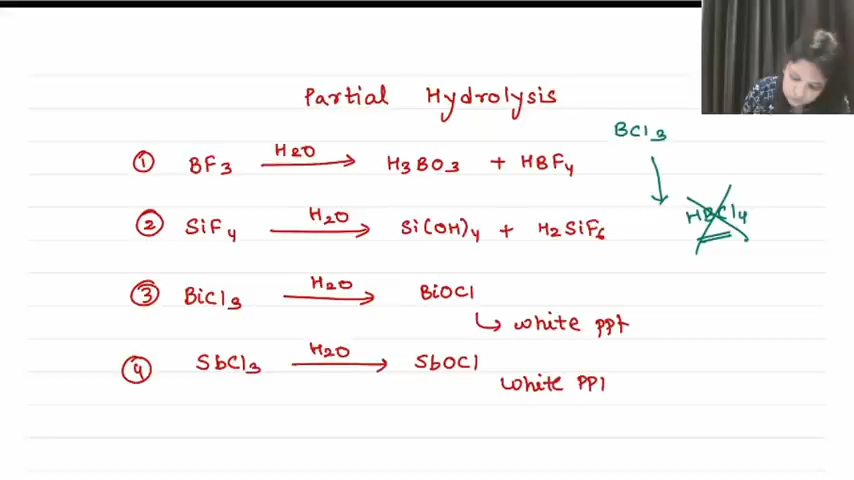 Partial Hydrolysis
BCl3
① BF3 H2O H3BO3 + HBF4
② SiF4 H2O Si(OH)4 + H2SiF6
HBCl4
③ BiCl3 H2O BiOCl
white ppt
④ SbCl3 H2O SbOCl
white PPt